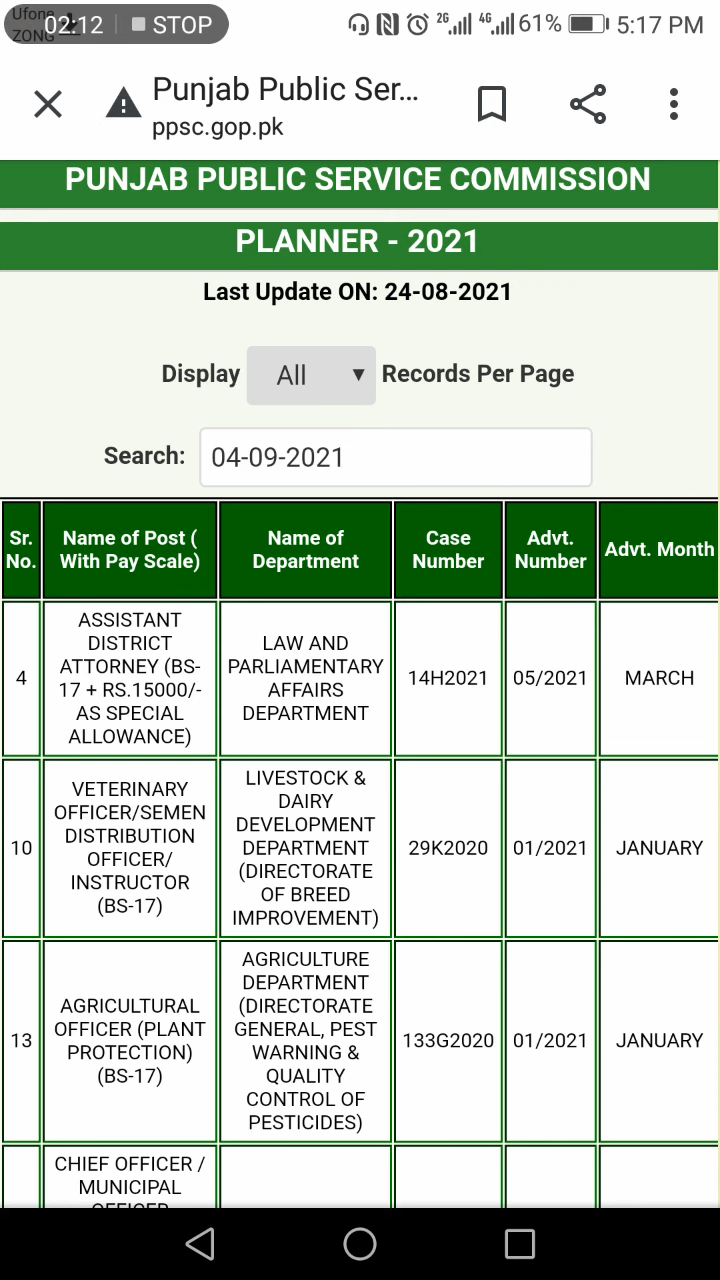 Ufone
ZONG
02:12 STOP 2G 4G 61% 5:17 PM
Punjab Public Ser...
ppsc.gop.pk
PUNJAB PUBLIC SERVICE COMMISSION
PLANNER - 2021
Last Update ON: 24-08-2021
Display All Records Per Page
Search: 04-09-2021
Sr.
No.
Name of Post (
With Pay Scale)
Name of
Department
Case
Number
Advt.
Number
Advt. Month
4
ASSISTANT
DISTRICT
ATTORNEY (BS-
17 + RS.15000/-
AS SPECIAL
ALLOWANCE)
LAW AND
PARLIAMENTARY
AFFAIRS
DEPARTMENT
14H2021
05/2021
MARCH
10
VETERINARY
OFFICER/SEMEN
DISTRIBUTION
OFFICER/
INSTRUCTOR
(BS-17)
LIVESTOCK &
DAIRY
DEVELOPMENT
DEPARTMENT
(DIRECTORATE
OF BREED
IMPROVEMENT)
29K2020
01/2021
JANUARY
13
AGRICULTURAL
OFFICER (PLANT
PROTECTION)
(BS-17)
AGRICULTURE
DEPARTMENT
(DIRECTORATE
GENERAL, PEST
WARNING &
QUALITY
CONTROL OF
PESTICIDES)
133G2020
01/2021
JANUARY
CHIEF OFFICER /
MUNICIPAL
OFFICER